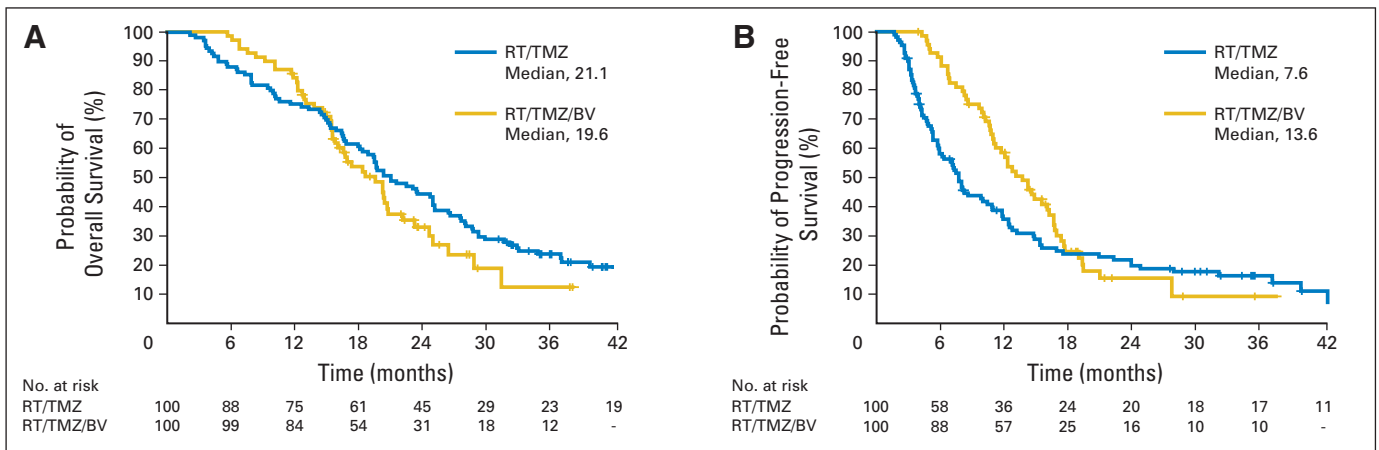 A
Probability of
Overall Survival (%)
100
90
80
70
60
50
40
30
20
10
0 6 12 18 24 30 36 42
Time (months)
RT/TMZ
Median, 21.1
RT/TMZ/BV
Median, 19.6
No. at risk
RT/TMZ 100 88 75 61 45 29 23 19
RT/TMZ/BV 100 99 84 54 31 18 12 -
B
Probability of Progression-Free
Survival (%)
100
90
80
70
60
50
40
30
20
10
0 6 12 18 24 30 36 42
Time (months)
RT/TMZ
Median, 7.6
RT/TMZ/BV
Median, 13.6
No. at risk
RT/TMZ 100 58 36 24 20 18 17 11
RT/TMZ/BV 100 88 57 25 16 10 10 -